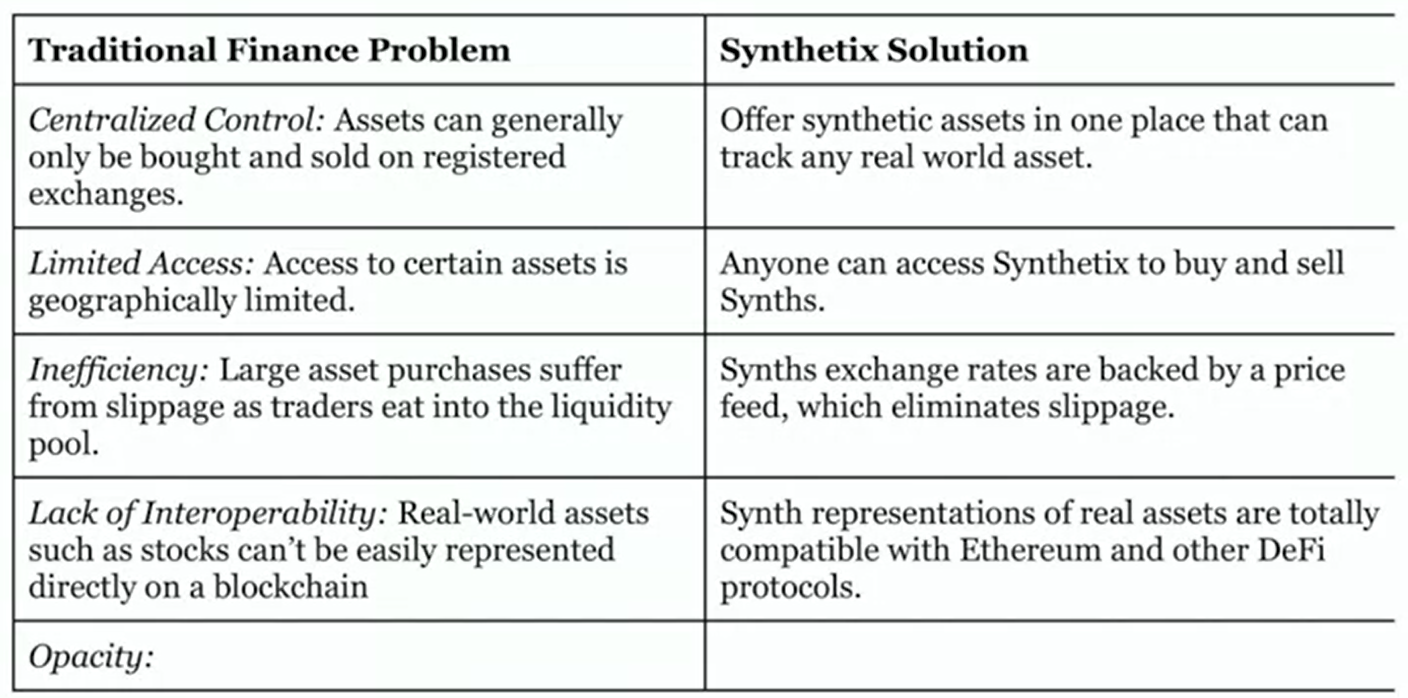 Traditional Finance Problem
Synthetix Solution
Centralized Control: Assets can generally
only be bought and sold on registered
exchanges.
Offer synthetic assets in one place that can
track any real world asset.
Limited Access: Access to certain assets is
geographically limited.
Anyone can access Synthetix to buy and sell
Synths.
Inefficiency: Large asset purchases suffer
from slippage as traders eat into the liquidity
pool.
Synths exchange rates are backed by a price
feed, which eliminates slippage.
Lack of Interoperability: Real-world assets
such as stocks can’t be easily represented
directly on a blockchain
Synth representations of real assets are totally
compatible with Ethereum and other DeFi
protocols.
Opacity: